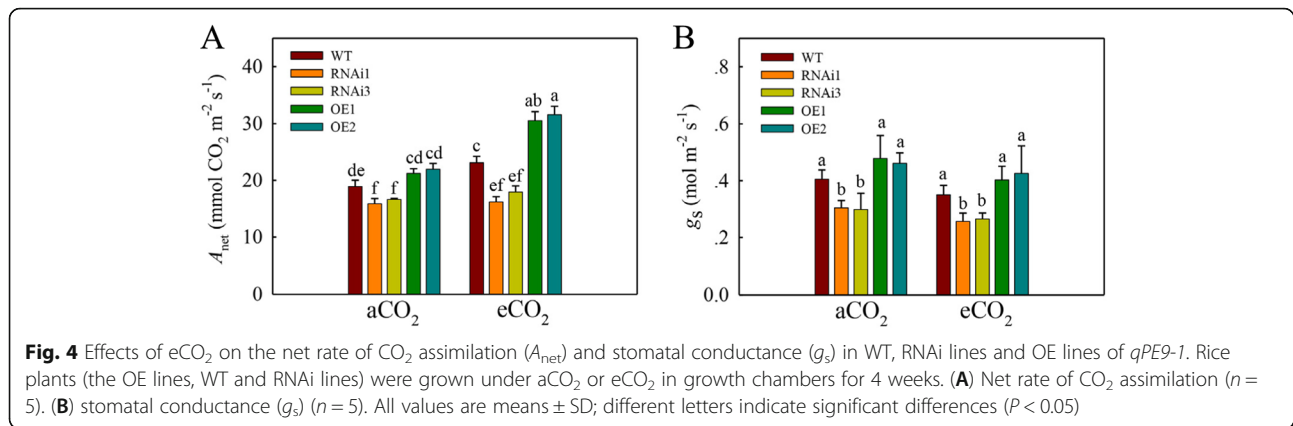 A
B
WT
RNAi1
RNAi3
OE1
OE2
40
30
20
10
0
A_net (mmol CO₂ m⁻² s⁻¹)
de
f
f
cd
cd
c
ef
ef
ab
a
aCO₂
eCO₂
WT
RNAi1
RNAi3
OE1
OE2
.8
.6
.4
.2
0.0
g_s (mol m⁻² s⁻¹)
a
b
b
a
a
a
b
b
a
a
aCO₂
eCO₂
Fig. 4 Effects of eCO₂ on the net rate of CO₂ assimilation (A_net) and stomatal conductance (g_s) in WT, RNAi lines and OE lines of qPE9-1. Rice
plants (the OE lines, WT and RNAi lines) were grown under aCO₂ or eCO₂ in growth chambers for 4 weeks. (A) Net rate of CO₂ assimilation (n =
5). (B) stomatal conductance (g_s) (n = 5). All values are means ± SD; different letters indicate significant differences (P < 0.05)